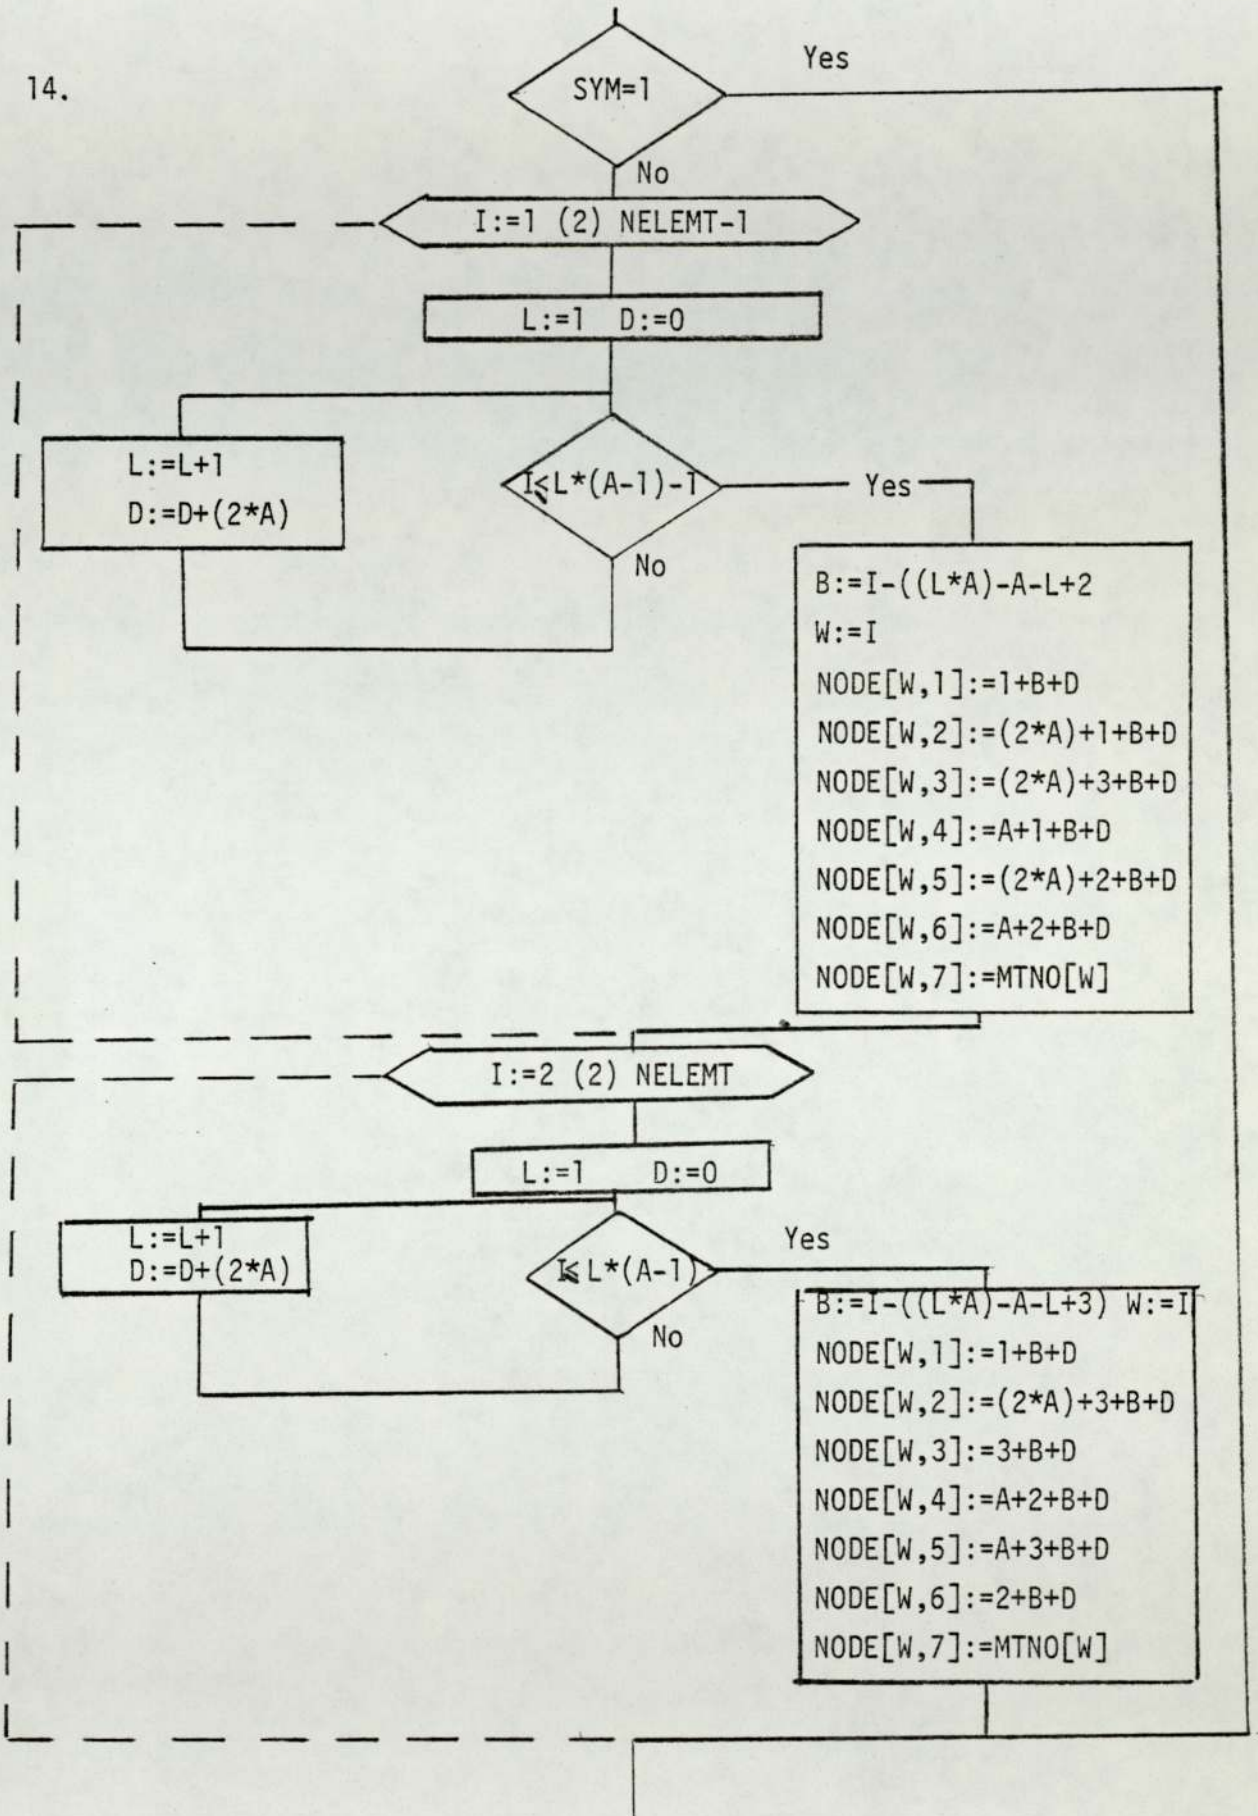 14.
SYM=1
Yes
No
I:=1 (2) NELEMT-1
L:=1 D:=0
L:=L+1
D:=D+(2*A)
I≤L*(A-1)-1
Yes
No
B:=I-((L*A)-A-L+2
W:=I
NODE[W,1]:=1+B+D
NODE[W,2]:=(2*A)+1+B+D
NODE[W,3]:=(2*A)+3+B+D
NODE[W,4]:=A+1+B+D
NODE[W,5]:=(2*A)+2+B+D
NODE[W,6]:=A+2+B+D
NODE[W,7]:=MTNO[W]
I:=2 (2) NELEMT
L:=1 D:=0
L:=L+1
D:=D+(2*A)
I≤L*(A-1)
Yes
No
B:=I-((L*A)-A-L+3) W:=I
NODE[W,1]:=1+B+D
NODE[W,2]:=(2*A)+3+B+D
NODE[W,3]:=3+B+D
NODE[W,4]:=A+2+B+D
NODE[W,5]:=A+3+B+D
NODE[W,6]:=2+B+D
NODE[W,7]:=MTNO[W]